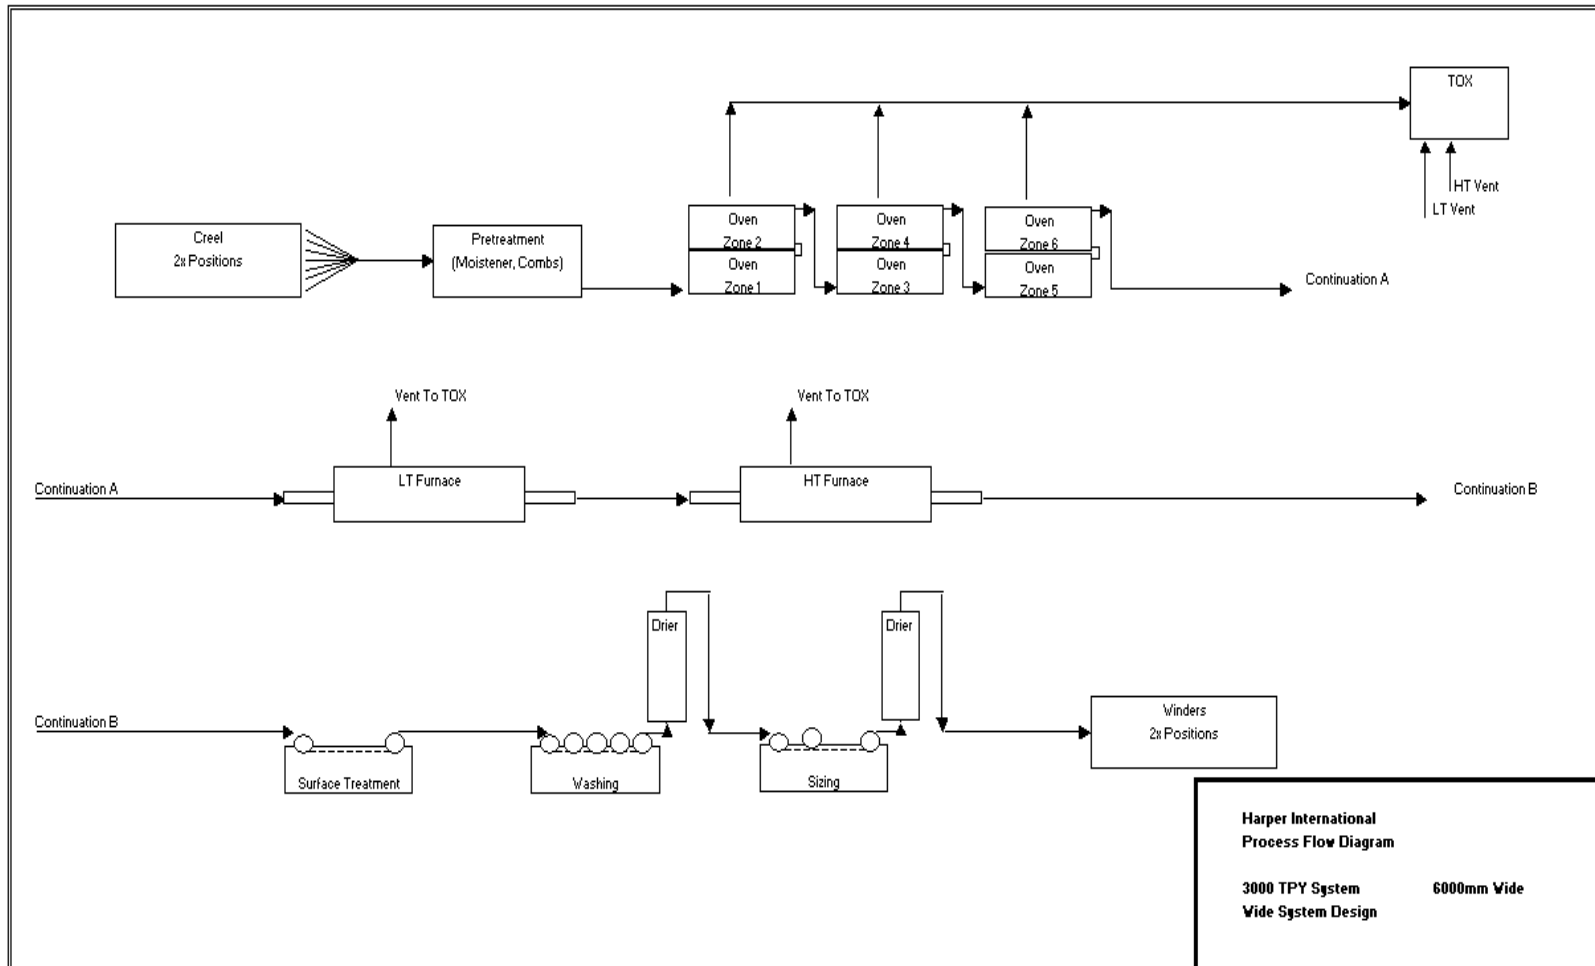 TOX
HT Vent
LT Vent
Creel
2x Positions
Pretreatment
(Moistener, Combs)
Oven
Zone 2
Oven
Zone 1
Oven
Zone 4
Oven
Zone 3
Oven
Zone 6
Oven
Zone 5
Continuation A
Vent To TOX
Vent To TOX
Continuation A
LT Furnace
HT Furnace
Continuation B
Drier
Drier
Continuation B
Surface Treatment
Washing
Sizing
Winders
2x Positions
Harper International
Process Flow Diagram
3000 TPY System 6000mm Wide
Wide System Design